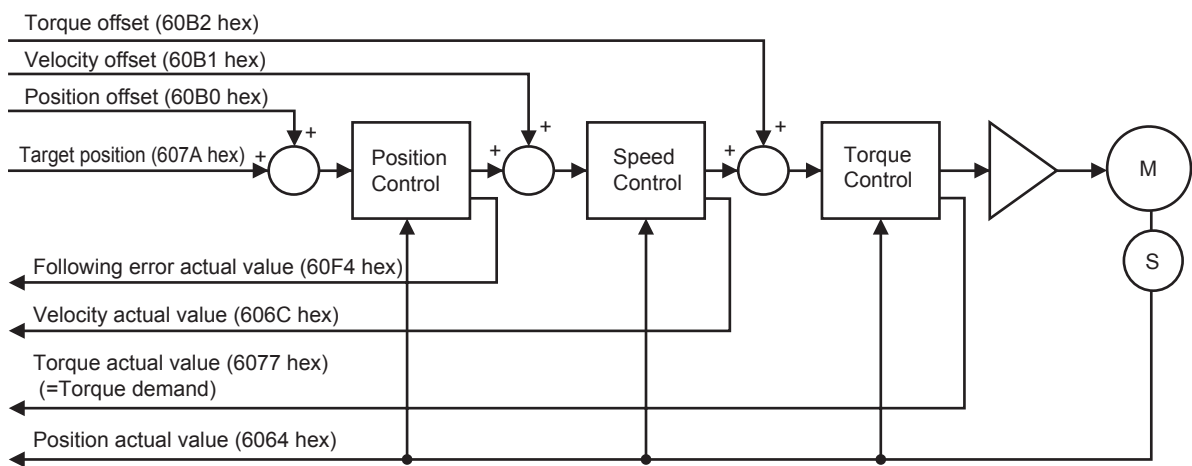 Torque offset (60B2 hex)
Velocity offset (60B1 hex)
Position offset (60B0 hex)
+
+
+
Target position (607A hex)
+
Position
Control
+
Speed
Control
+
Torque
Control
M
S
Following error actual value (60F4 hex)
Velocity actual value (606C hex)
Torque actual value (6077 hex)
(=Torque demand)
Position actual value (6064 hex)